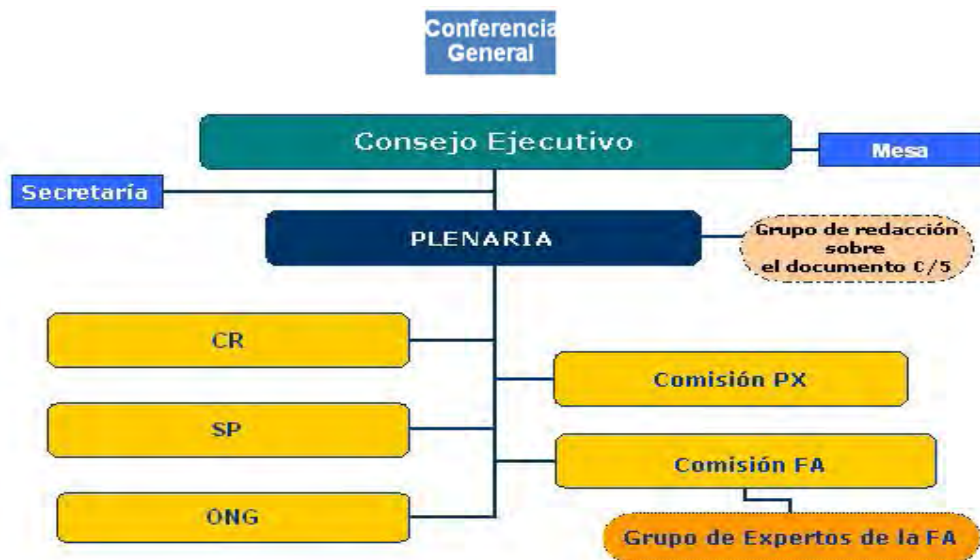 Conferencia
General
Consejo Ejecutivo
Mesa
Secretaría
PLENARIA
Grupo de redacción
sobre
el documento C/5
CR
Comisión PX
SP
Comisión FA
ONG
Grupo de Expertos de la FA